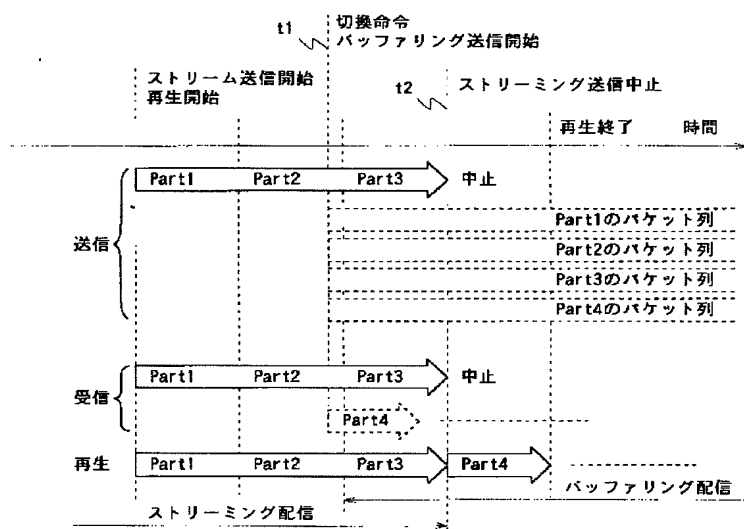 t1
切換命令
バッファリング送信開始
ストリーム送信開始
再生開始
t2
ストリーミング送信中止
再生終了
時間
送信
Part1
Part2
Part3
中止
Part1のパケット列
Part2のパケット列
Part3のパケット列
Part4のパケット列
受信
Part1
Part2
Part3
中止
Part4
再生
Part1
Part2
Part3
Part4
バッファリング配信
ストリーミング配信